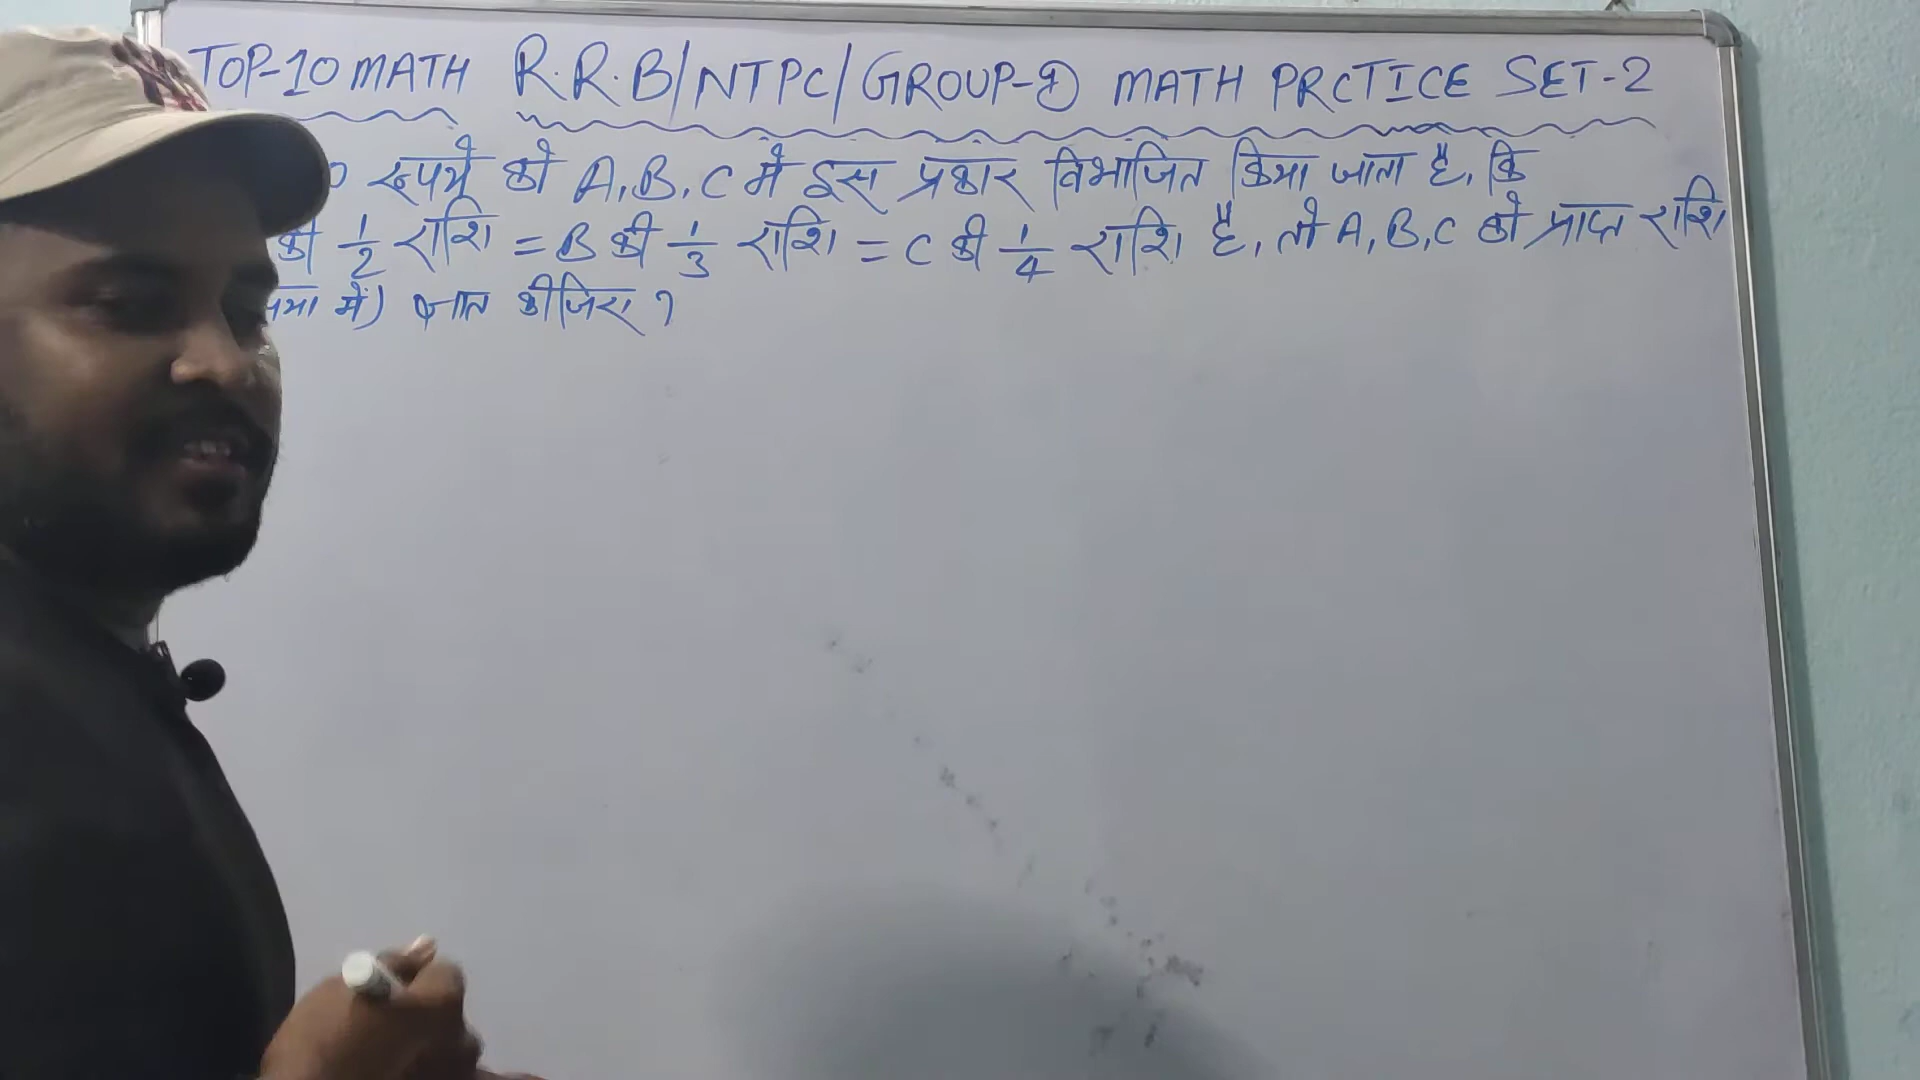 TOP-10 MATH R.R.B/NTPC/GROUP-D MATH PRCTICE SET-2
रूपये को A,B,C में इस प्रकार विभाजित किया जाता है, कि
की 1/2 राशि = B की 1/3 राशि = C की 1/4 राशि है, तो A,B,C को प्राप्त राशि
में) ज्ञात कीजिए?